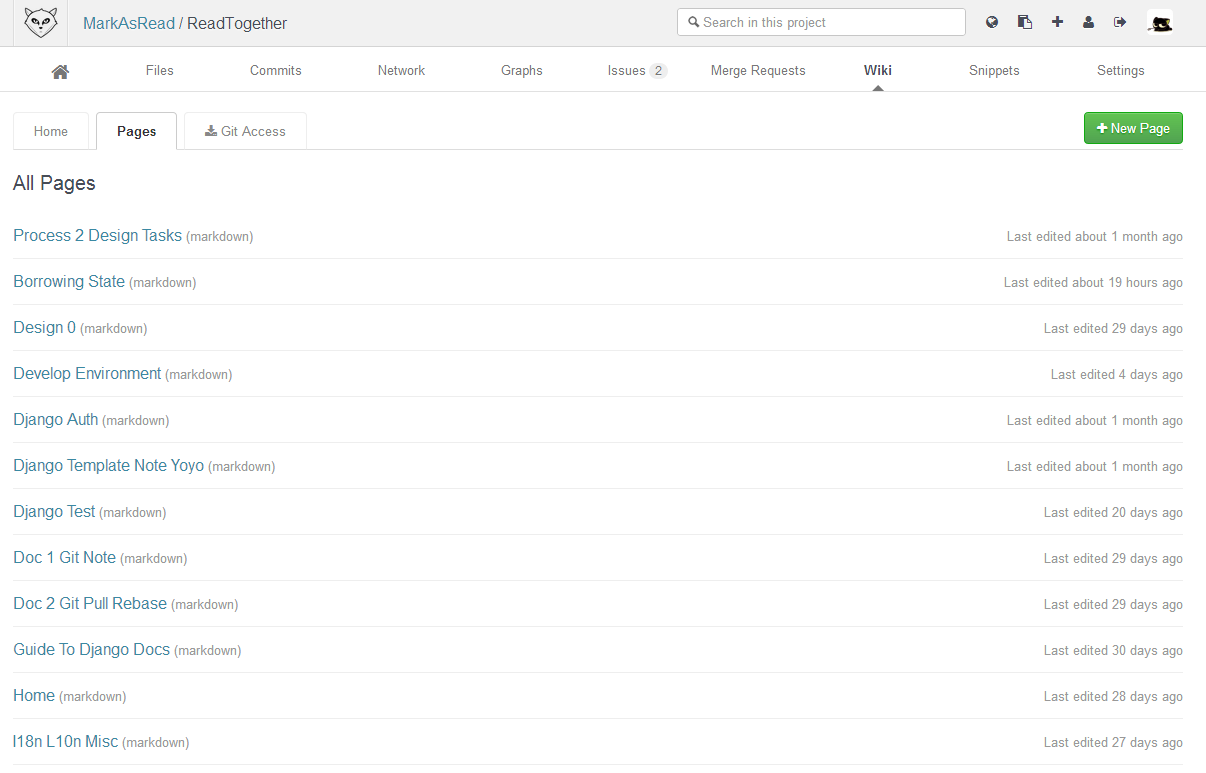 MarkAsRead / ReadTogether Search in this project
Files Commits Network Graphs Issues 2 Merge Requests Wiki Snippets Settings
Home Pages Git Access New Page
All Pages
Process 2 Design Tasks (markdown) Last edited about 1 month ago
Borrowing State (markdown) Last edited about 19 hours ago
Design 0 (markdown) Last edited 29 days ago
Develop Environment (markdown) Last edited 4 days ago
Django Auth (markdown) Last edited about 1 month ago
Django Template Note Yoyo (markdown) Last edited about 1 month ago
Django Test (markdown) Last edited 20 days ago
Doc 1 Git Note (markdown) Last edited 29 days ago
Doc 2 Git Pull Rebase (markdown) Last edited 29 days ago
Guide To Django Docs (markdown) Last edited 30 days ago
Home (markdown) Last edited 28 days ago
I18n L10n Misc (markdown) Last edited 27 days ago